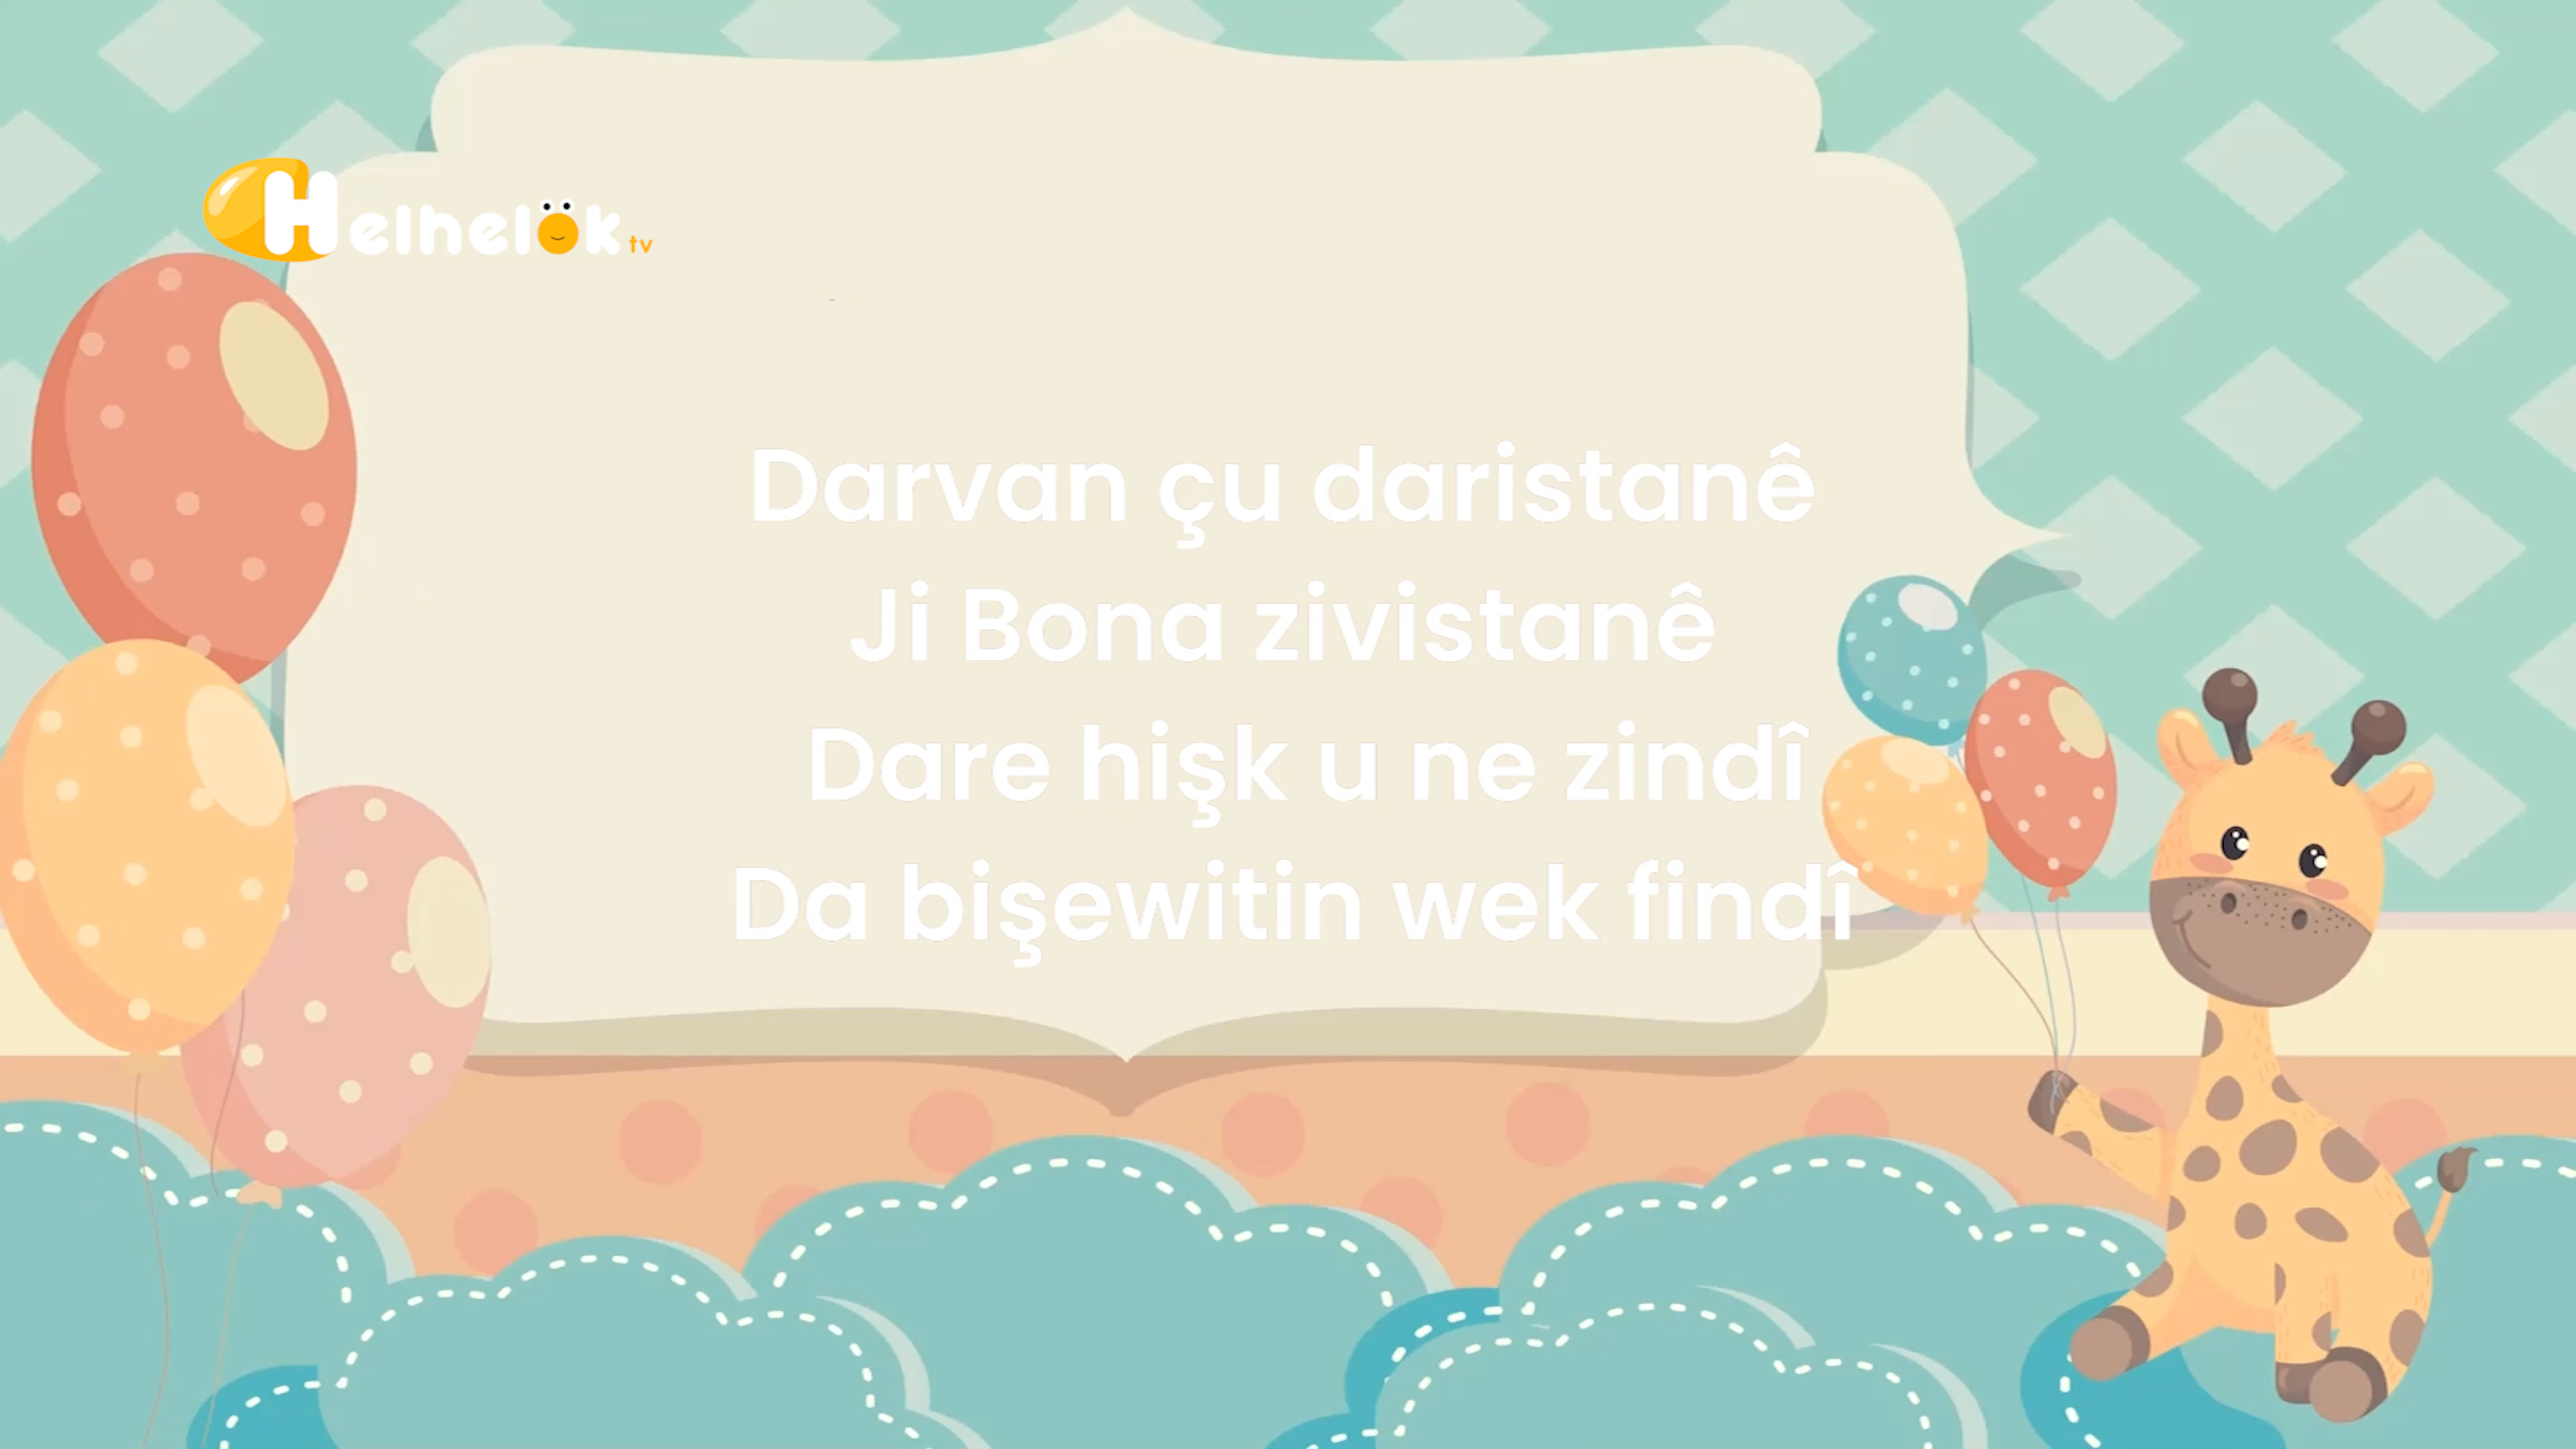 Helhelok tv
Darvan çu daristanê
Ji Bona zivistanê
Dare hişk u ne zindî
Da bişewitin wek findî